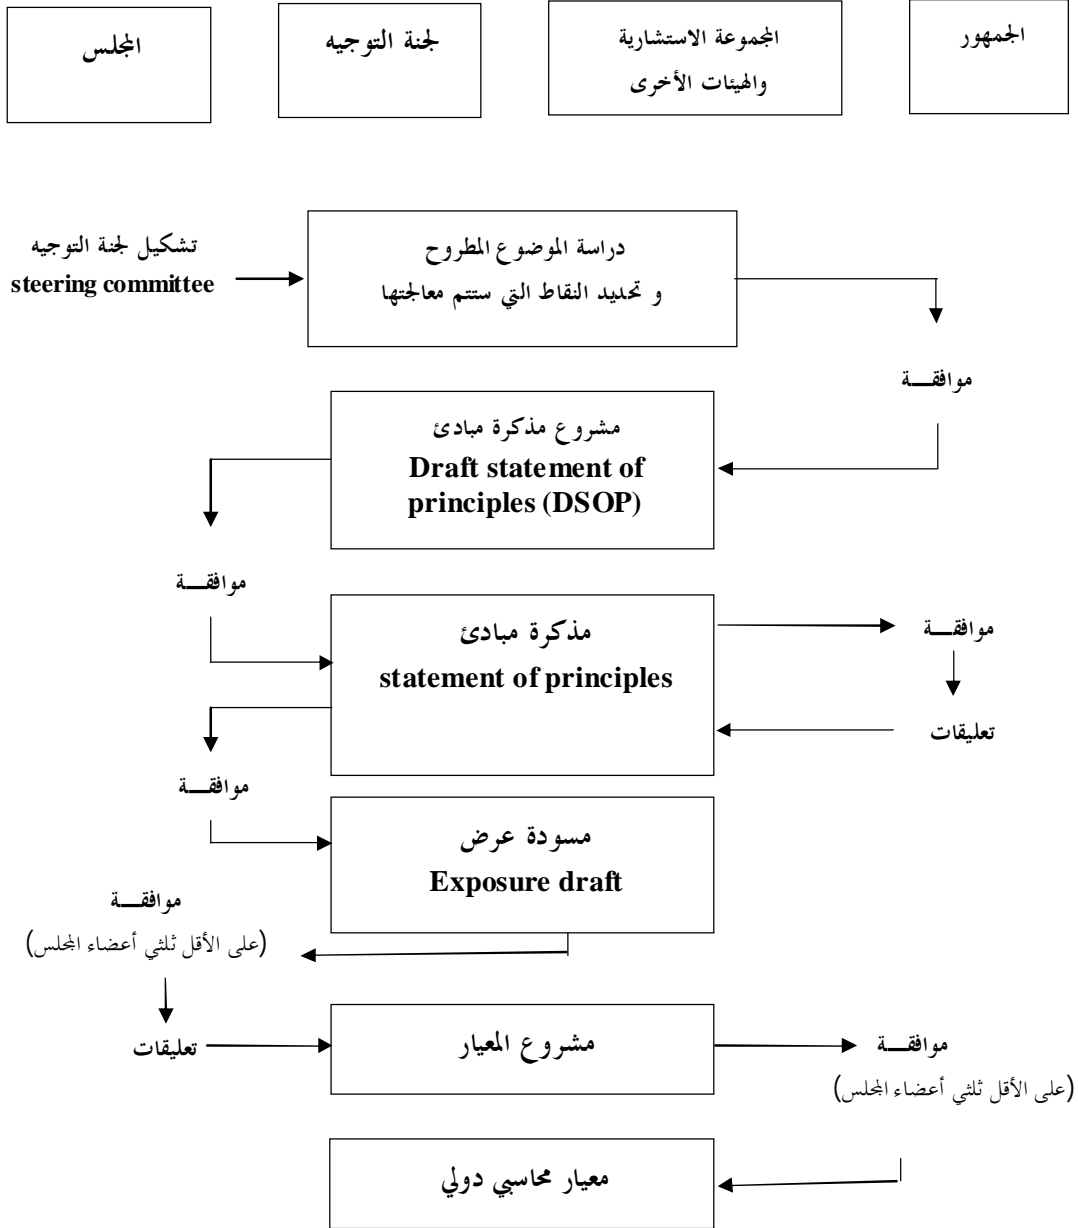 الجمهور
المجموعة الاستشارية
والهيئات الأخرى
لجنة التوجيه
المجلس
دراسة الموضوع المطروح
و تحديد النقاط التي ستتم معالجتها
تشكيل لجنة التوجيه
steering committee
موافقـــة
مشروع مذكرة مبادئ
Draft statement of
principles (DSOP)
موافقـــة
مذكرة مبادئ
statement of principles
موافقـــة
تعليقات
موافقـــة
مسودة عرض
Exposure draft
موافقـــة
(على الأقل ثلثي أعضاء المجلس)
تعليقات
مشروع المعيار
موافقـــة
(على الأقل ثلثي أعضاء المجلس)
معيار محاسبي دولي